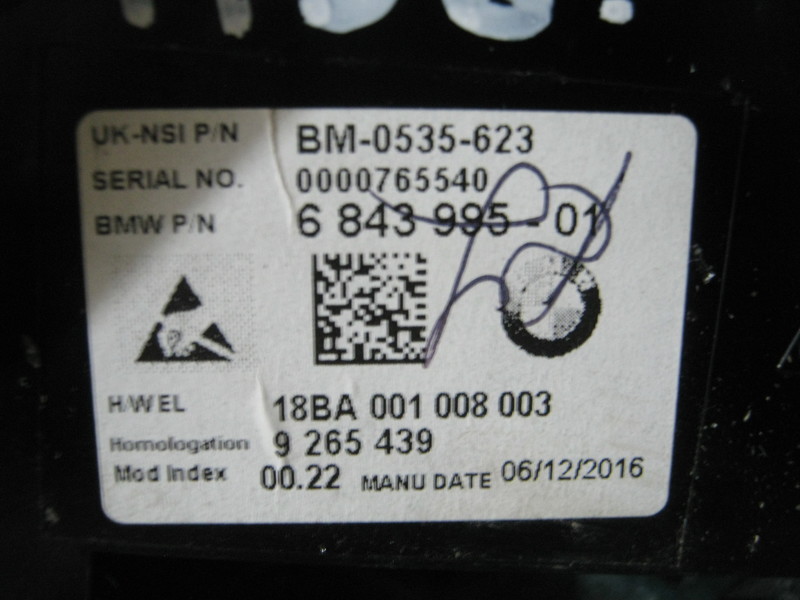 UK-NSI P/N BM-0535-623
SERIAL NO. 0000765540
BMW P/N 6 843 995 - 01
H/W EL 18BA 001 008 003
Homologation 9 265 439
Mod Index 00.22 MANU DATE 06/12/2016